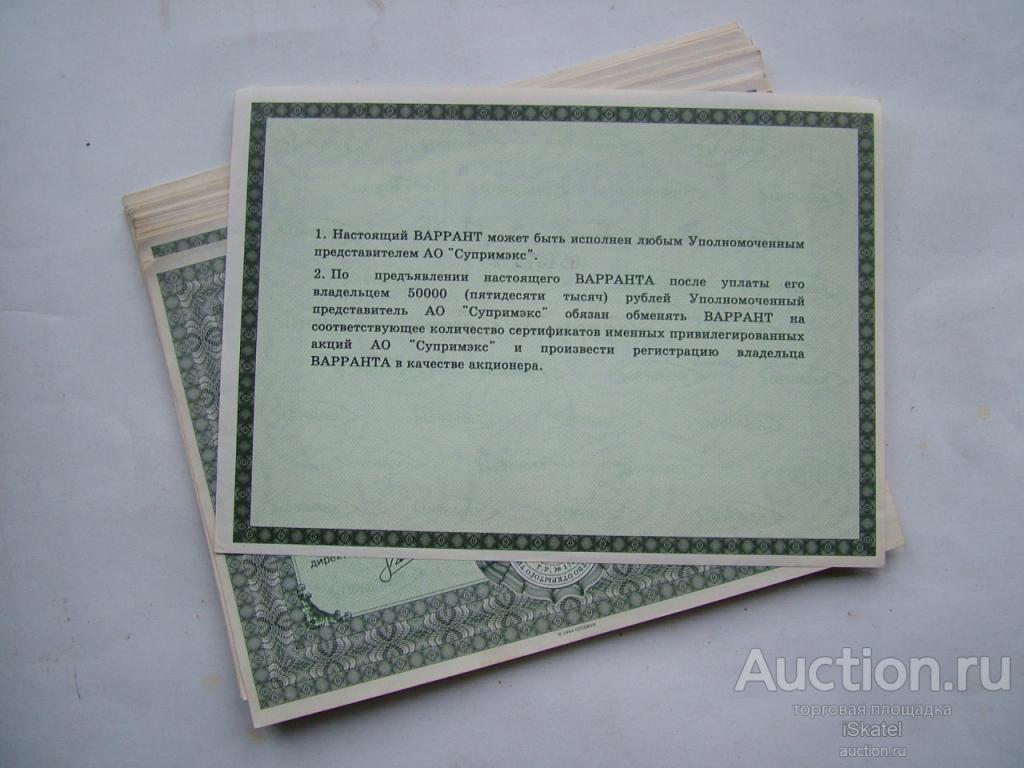 1. Настоящий ВАРРАНТ может быть исполнен любым Уполномоченным
представителем АО "Супримэкс".
2. По предъявлении настоящего ВАРРАНТА после уплаты его
владельцем 50000 (пятидесяти тысяч) рублей Уполномоченный
представитель АО "Супримэкс" обязан обменять ВАРРАНТ на
соответствующее количество сертификатов именных привилегированных
акций АО "Супримэкс" и произвести регистрацию владельца
ВАРРАНТА в качестве акционера.
Auction.ru
торговая площадка
iSkatel
auction.ru